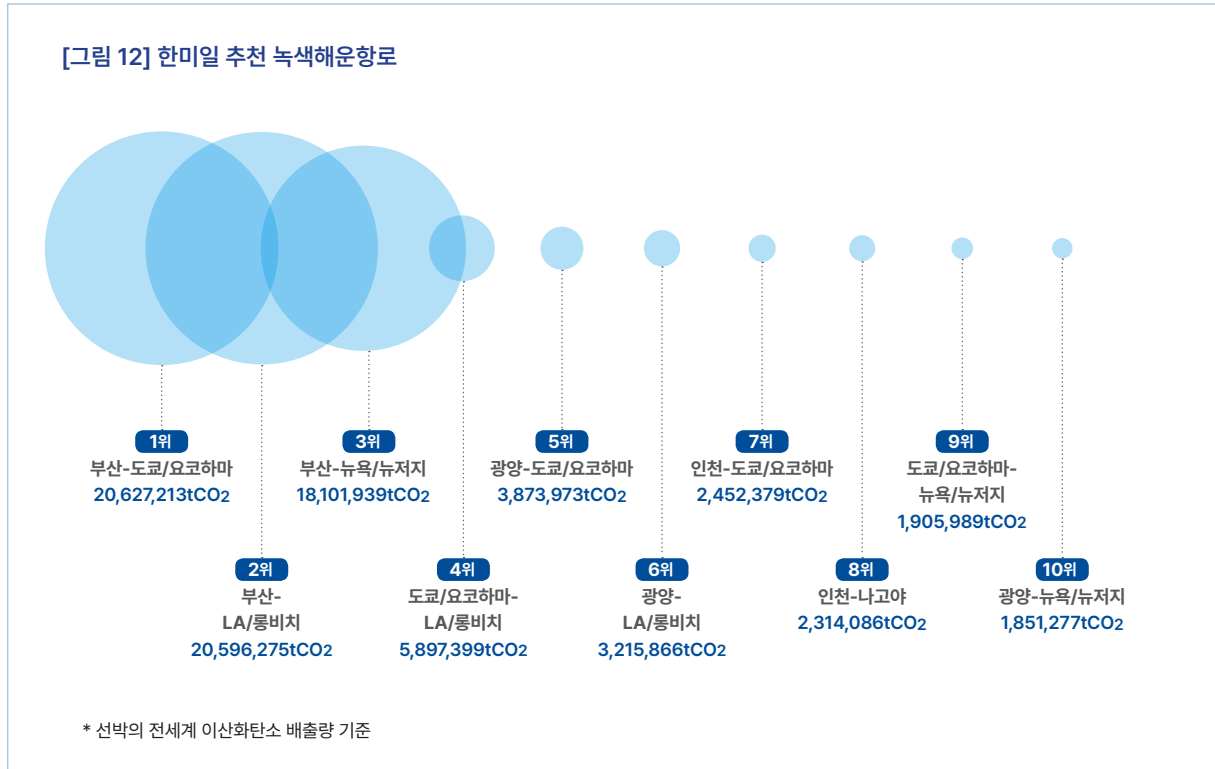 [그림 12] 한미일 추천 녹색해운항로
1위
부산-도쿄/요코하마
20,627,213tCO2
2위
부산-
LA/롱비치
20,596,275tCO2
3위
부산-뉴욕/뉴저지
18,101,939tCO2
4위
도쿄/요코하마-
LA/롱비치
5,897,399tCO2
5위
광양-도쿄/요코하마
3,873,973tCO2
6위
광양-
LA/롱비치
3,215,866tCO2
7위
인천-도쿄/요코하마
2,452,379tCO2
8위
인천-나고야
2,314,086tCO2
9위
도쿄/요코하마-
뉴욕/뉴저지
1,905,989tCO2
10위
광양-뉴욕/뉴저지
1,851,277tCO2
* 선박의 전세계 이산화탄소 배출량 기준